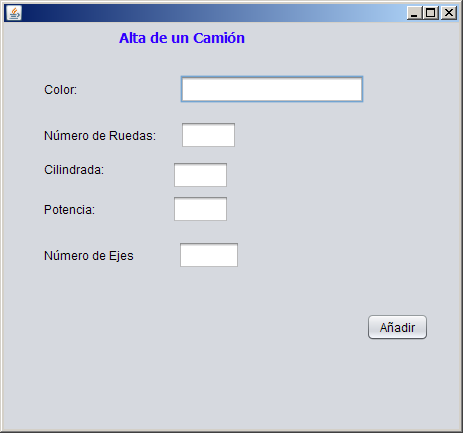 Alta de un Camión
Color:
Número de Ruedas:
Cilindrada:
Potencia:
Número de Ejes
Añadir